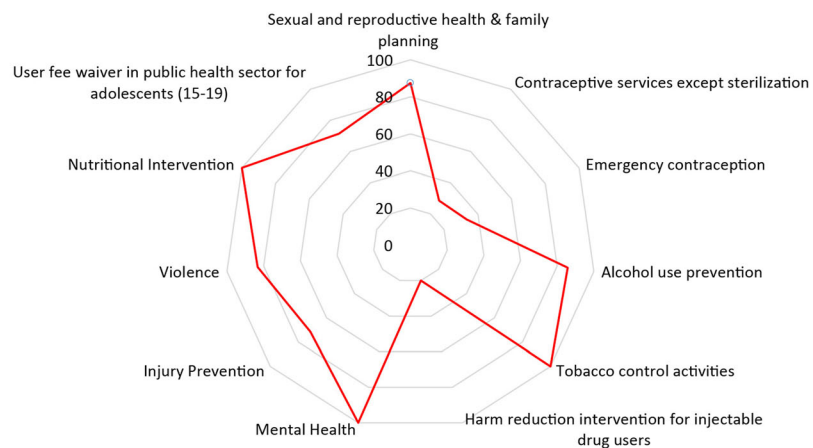 Sexual and reproductive health & family
planning
100
User fee waiver in public health sector for
adolescents (15-19)
Contraceptive services except sterilization
80
Nutritional Intervention
60
Emergency contraception
40
20
0
Violence
Alcohol use prevention
Injury Prevention
Tobacco control activities
Mental Health
Harm reduction intervention for injectable
drug users